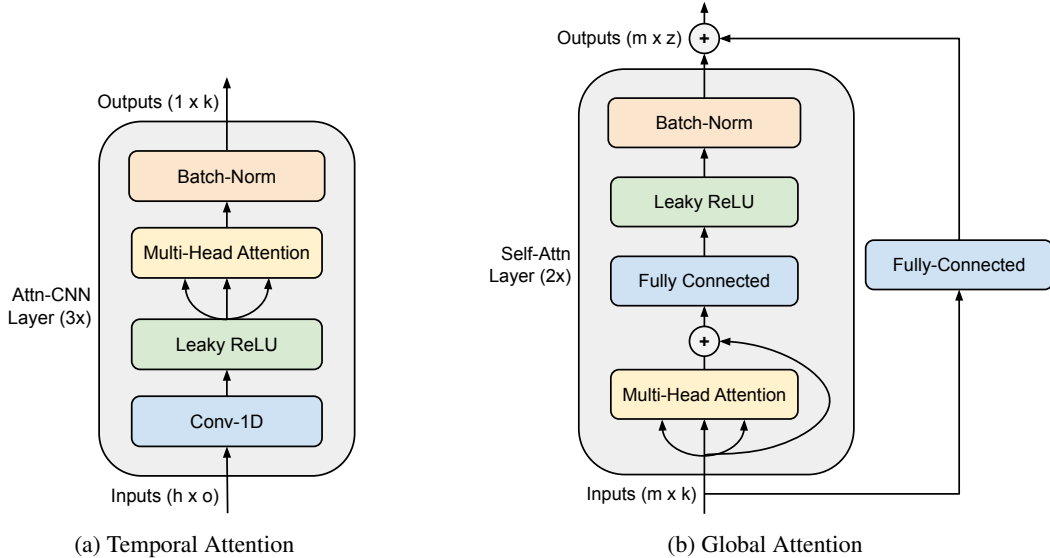 Outputs (1 x k)
Batch-Norm
Multi-Head Attention
Attn-CNN
Layer (3x)
Leaky ReLU
Conv-1D
Inputs (h x o)
(a) Temporal Attention
Outputs (m x z)
+
Batch-Norm
Leaky ReLU
Self-Attn
Layer (2x)
Fully Connected
Fully-Connected
+
Multi-Head Attention
Inputs (m x k)
(b) Global Attention